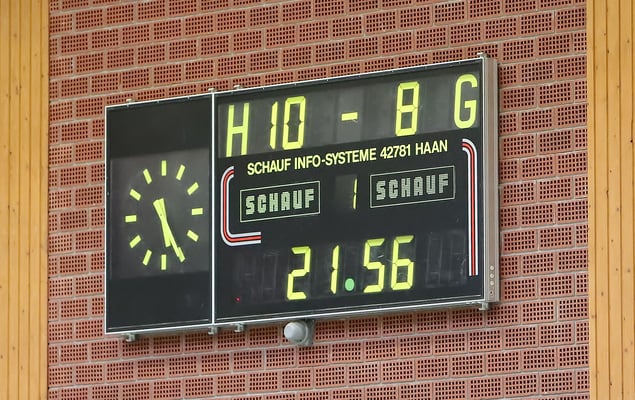 H 10 - 8 G
SCHAUF INFO-SYSTEME 42781 HAAN
SCHAUF 1 SCHAUF
21.56